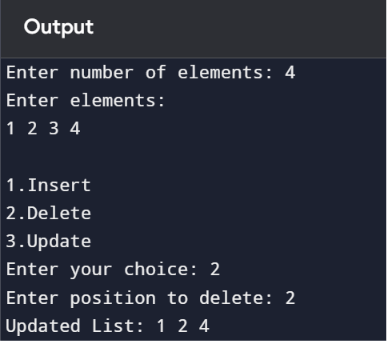 Output
Enter number of elements: 4
Enter elements:
1 2 3 4
1.Insert
2.Delete
3.Update
Enter your choice: 2
Enter position to delete: 2
Updated List: 1 2 4